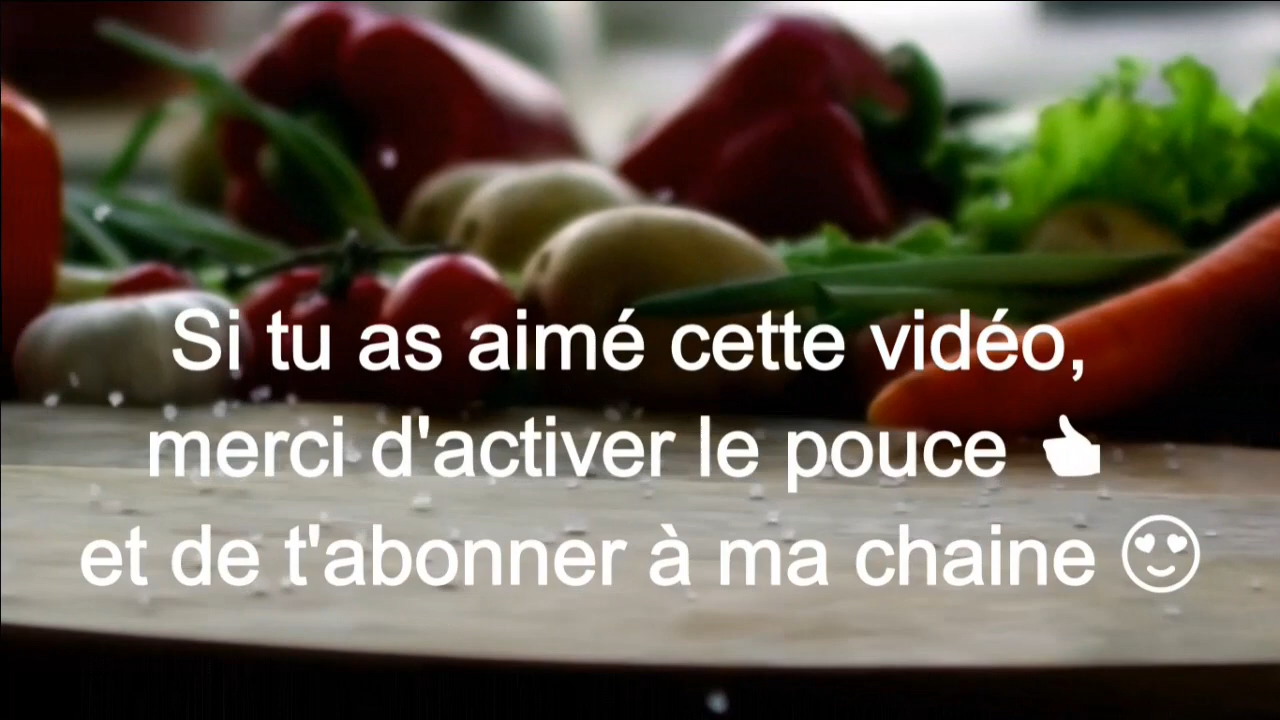 Si tu as aimé cette vidéo,
merci d'activer le pouce 👍
et de t'abonner à ma chaine 😍